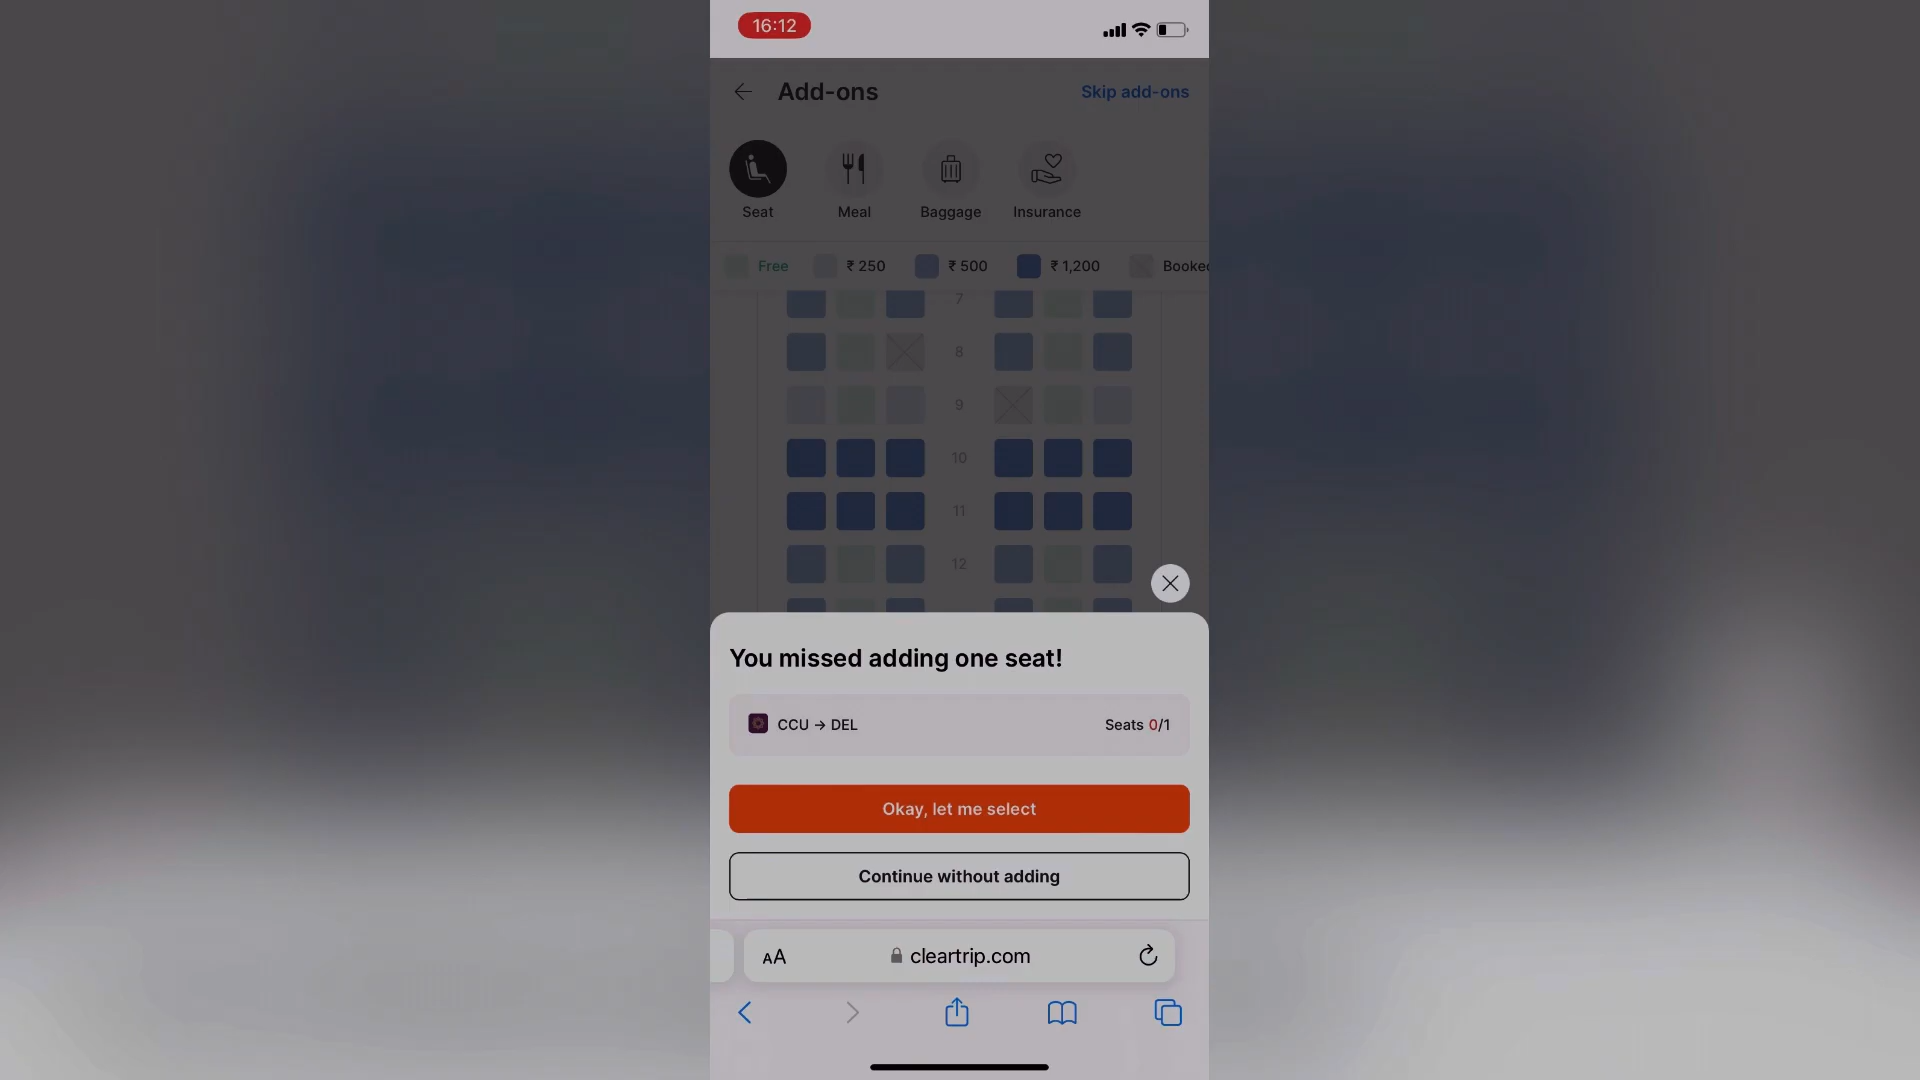 16:12
Add-ons
Skip add-ons
Seat
Meal
Baggage
Insurance
Free
₹ 250
₹ 500
₹ 1,200
Booked
7
8
9
10
11
12
You missed adding one seat!
CCU → DEL
Seats 0/1
Okay, let me select
Continue without adding
AA
cleartrip.com